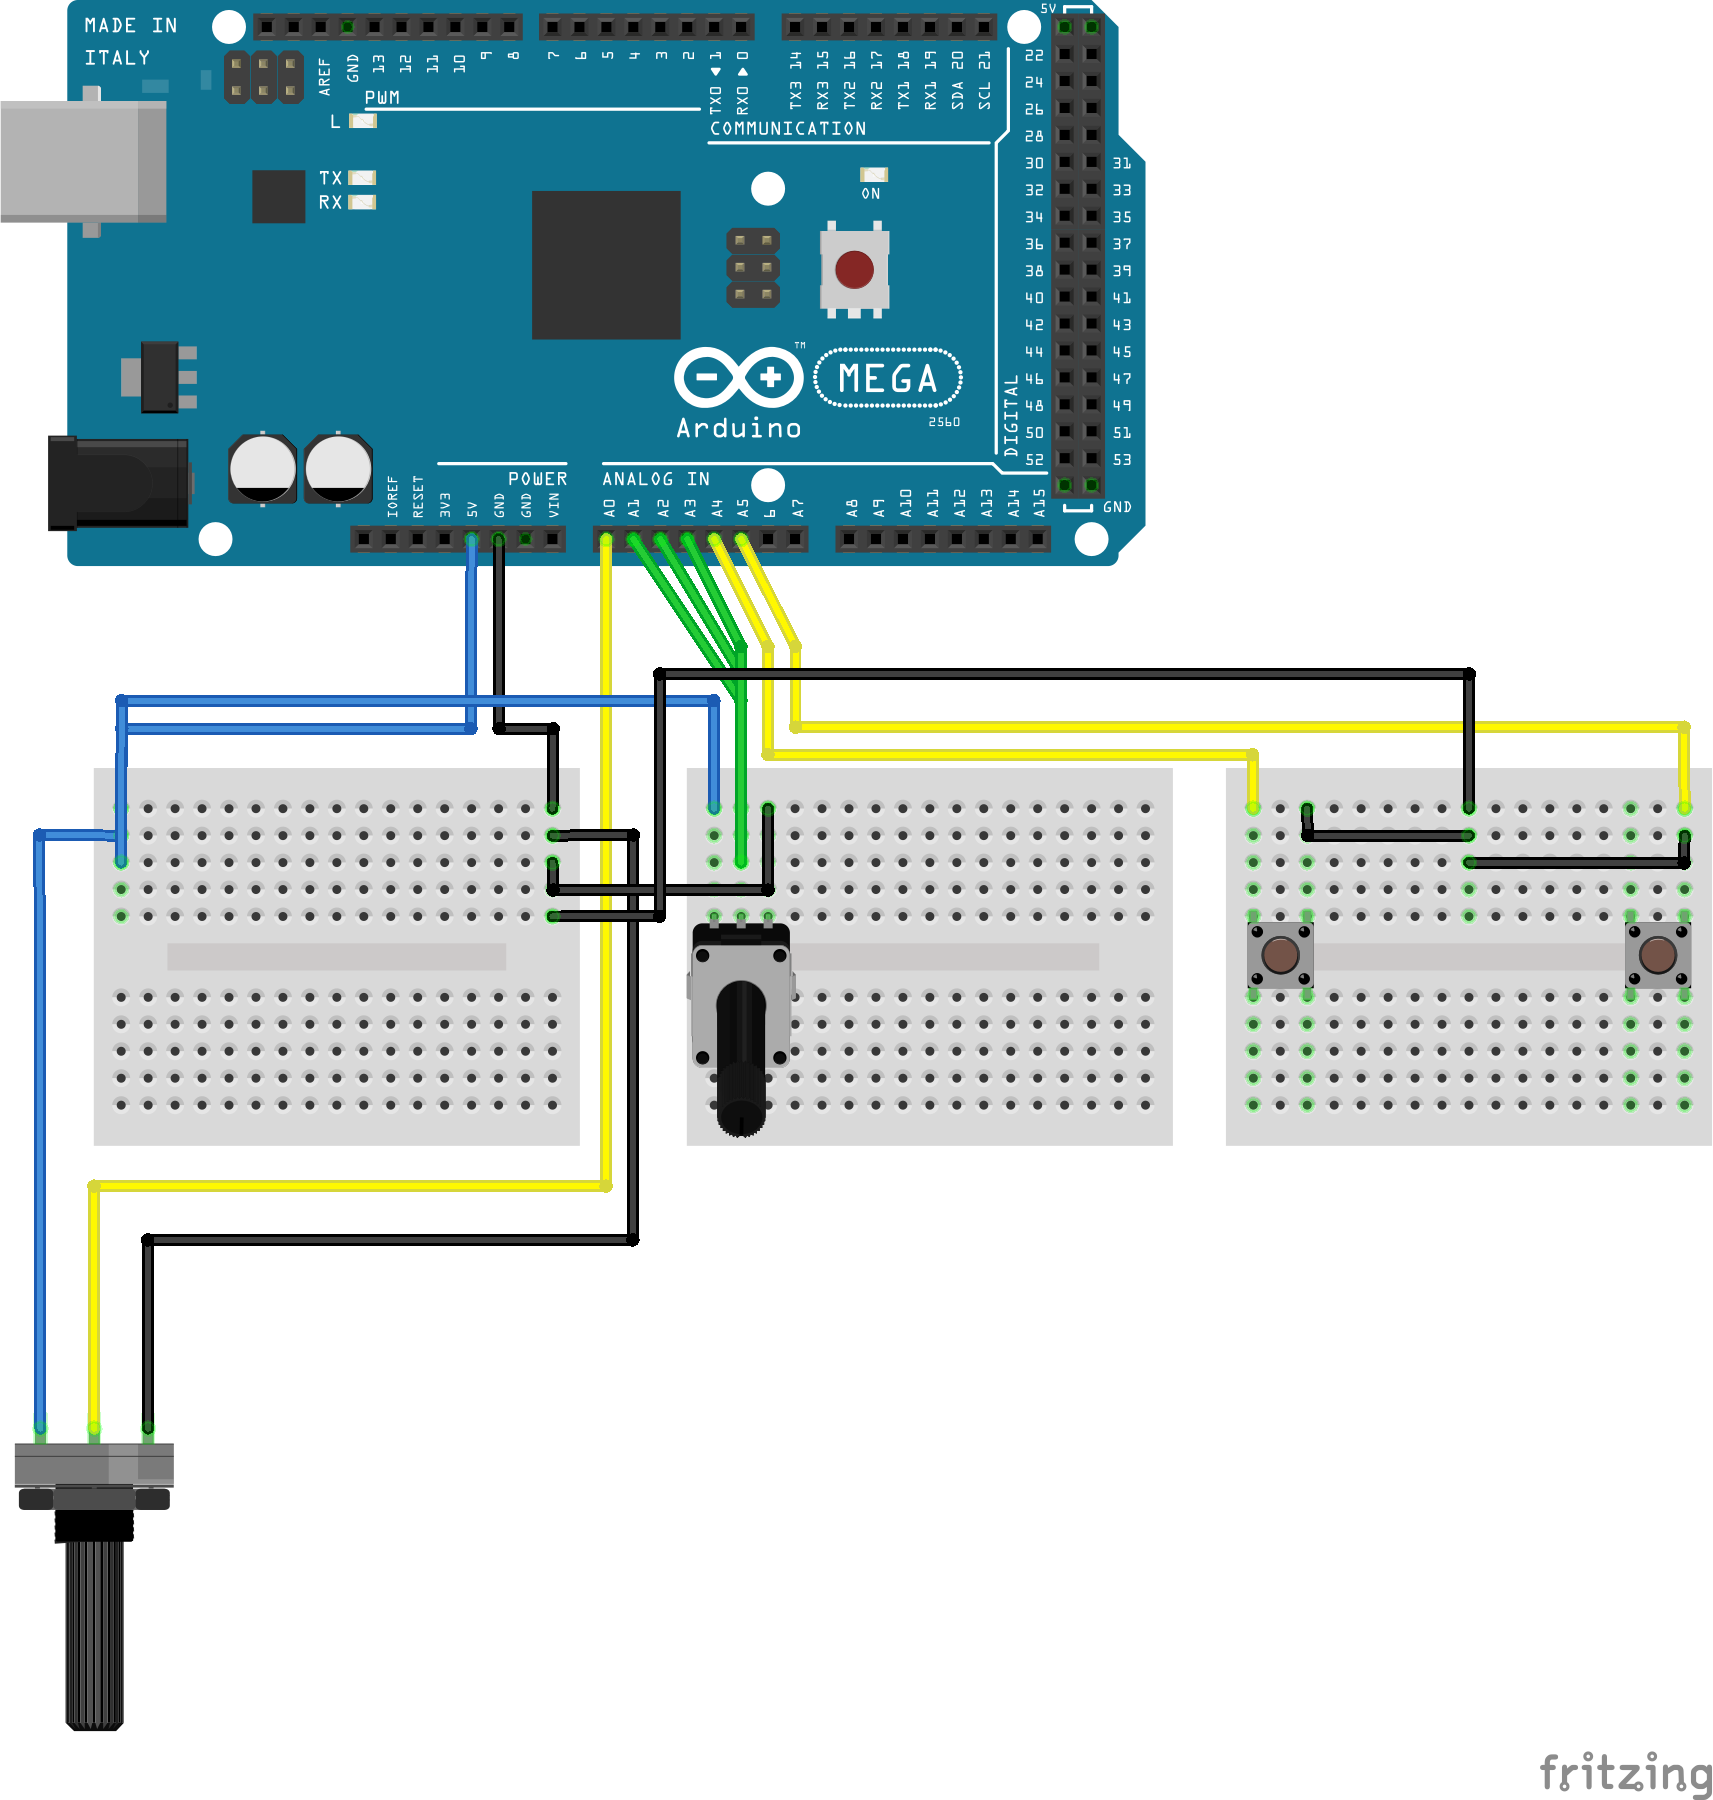 MADE IN
ITALY
AREF
GND
13
12
11
10
9
8
7
6
5
4
3
2
TX0 1
RX0 0
TX3 14
RX3 15
TX2 16
RX2 17
TX1 18
RX1 19
SDA 20
SCL 21
5V
PWM
COMMUNICATION
L
TX
RX
ON
22
24
26
28
30 31
32 33
34 35
36 37
38 39
40 41
42 43
44 45
46 47
48 49
50 51
52 53
DIGITAL
GND
TM
MEGA
Arduino
2560
POWER
ANALOG IN
IOREF
RESET
3V3
5V
GND
GND
VIN
A0
A1
A2
A3
A4
A5
6
A7
A8
A9
A10
A11
A12
A13
A14
A15
fritzing